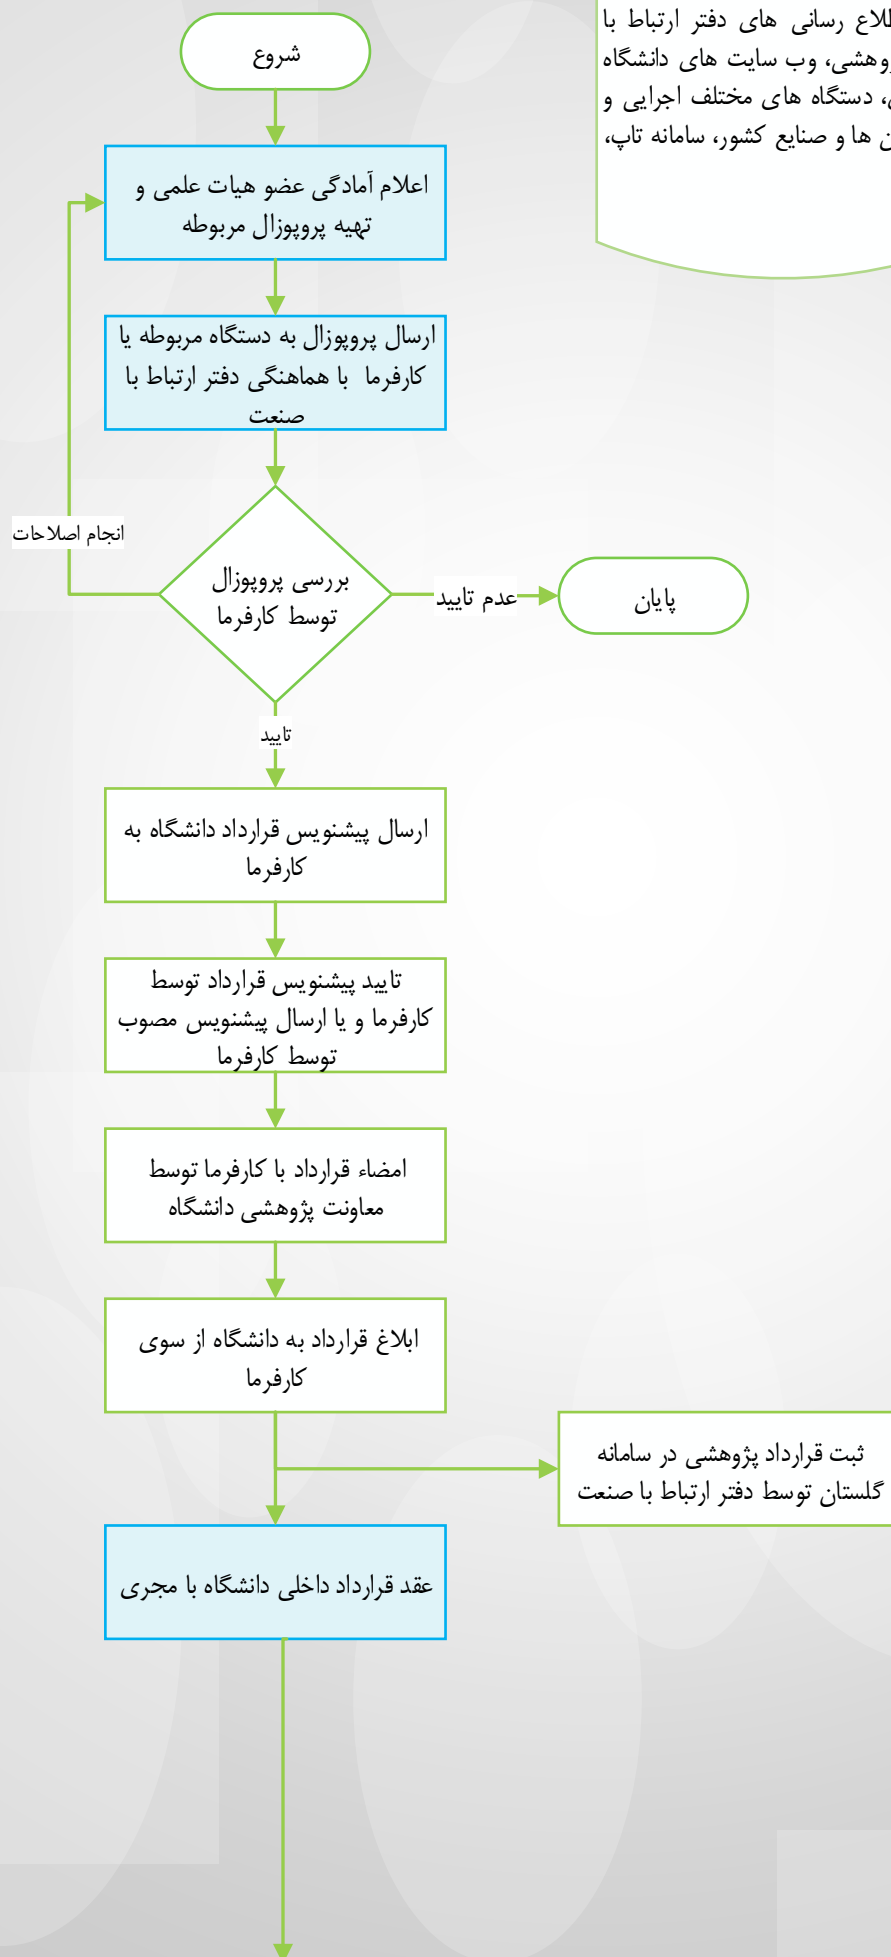 شروع
طلاع رسانی های دفتر ارتباط با
وهشی، وب سایت های دانشگاه
، دستگاه های مختلف اجرایی و
ن ها و صنایع کشور، سامانه تاپ،
اعلام آمادگی عضو هیات علمی و
تهیه پروپوزال مربوطه
ارسال پروپوزال به دستگاه مربوطه یا
کارفرما با هماهنگی دفتر ارتباط با
صنعت
انجام اصلاحات
بررسی پروپوزال
توسط کارفرما
عدم تایید
پایان
تایید
ارسال پیشنویس قرارداد دانشگاه به
کارفرما
تایید پیشنویس قرارداد توسط
کارفرما و یا ارسال پیشنویس مصوب
توسط کارفرما
امضاء قرارداد با کارفرما توسط
معاونت پژوهشی دانشگاه
ابلاغ قرارداد به دانشگاه از سوی
کارفرما
ثبت قرارداد پژوهشی در سامانه
گلستان توسط دفتر ارتباط با صنعت
عقد قرارداد داخلی دانشگاه با مجری